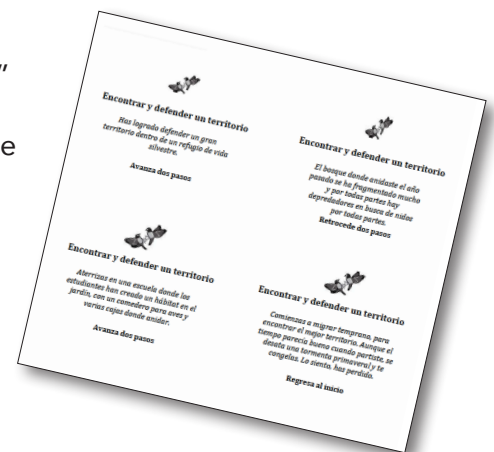 "
e
Encontrar y defender un territorio
Has logrado defender un gran
territorio dentro de un refugio de vida
silvestre.
Avanza dos pasos
Encontrar y defender un territorio
El bosque donde anidaste el año
pasado se ha fragmentado mucho
y por todas partes hay
depredadores en busca de nidos
por todas partes.
Retrocede dos pasos
Encontrar y defender un territorio
Aterrizas en una escuela donde los
estudiantes han creado un hábitat en el
jardín, con un comedero para aves y
varias cajas donde anidar.
Avanza dos pasos
Encontrar y defender un territorio
Comienzas a migrar temprano, para
encontrar el mejor territorio. Aunque el
tiempo parecía bueno cuando partiste, se
desata una tormenta primaveral y te
congelas. Lo siento, has perdido.
Regresa al inicio